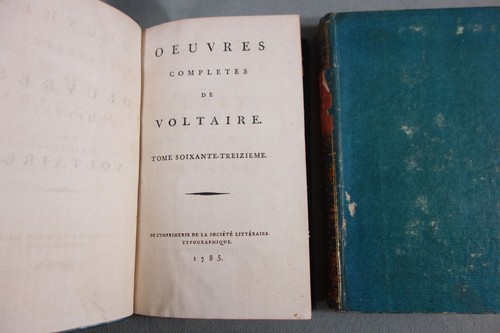 OEUVRES
COMPLETES
DE
VOLTAIRE.
TOME SOIXANTE-TREIZIEME.
DE L'IMPRIMERIE DE LA SOCIÉTÉ LITTÉRAIRE-
TYPOGRAPHIQUE.
1785.